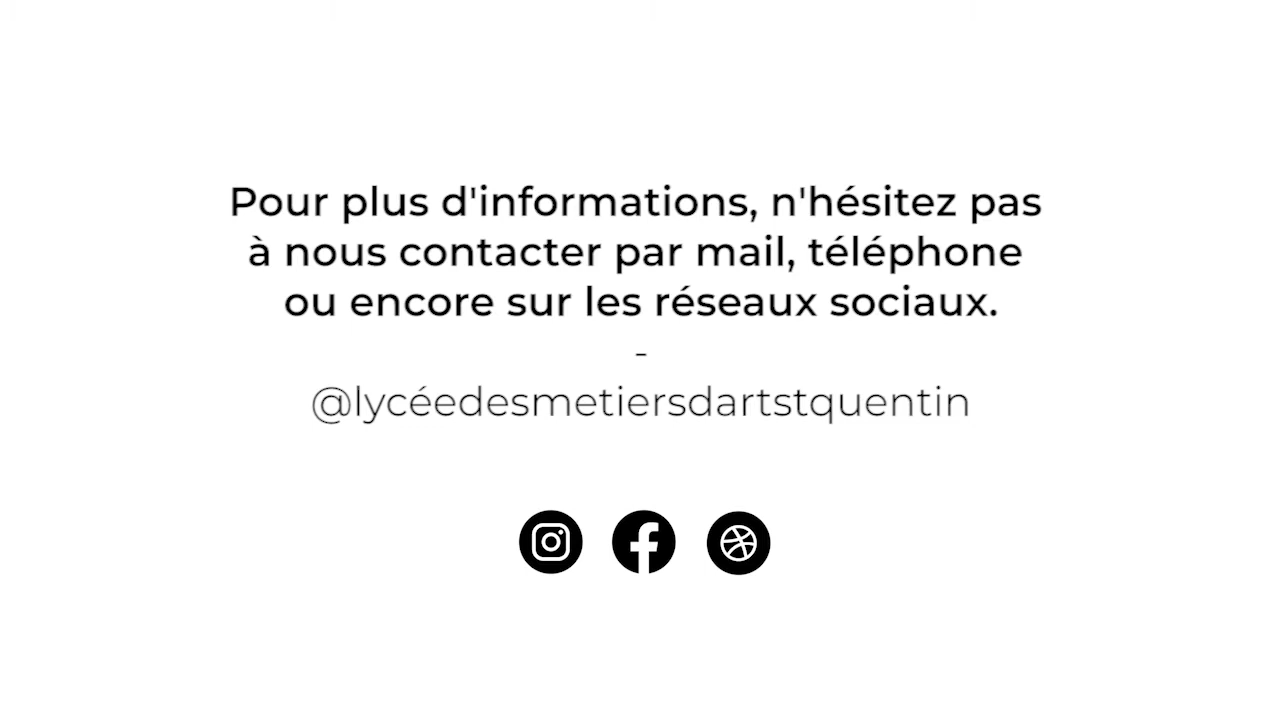 Pour plus d'informations, n'hésitez pas
à nous contacter par mail, téléphone
ou encore sur les réseaux sociaux.
-
@lycéedesmetiersdartstquentin